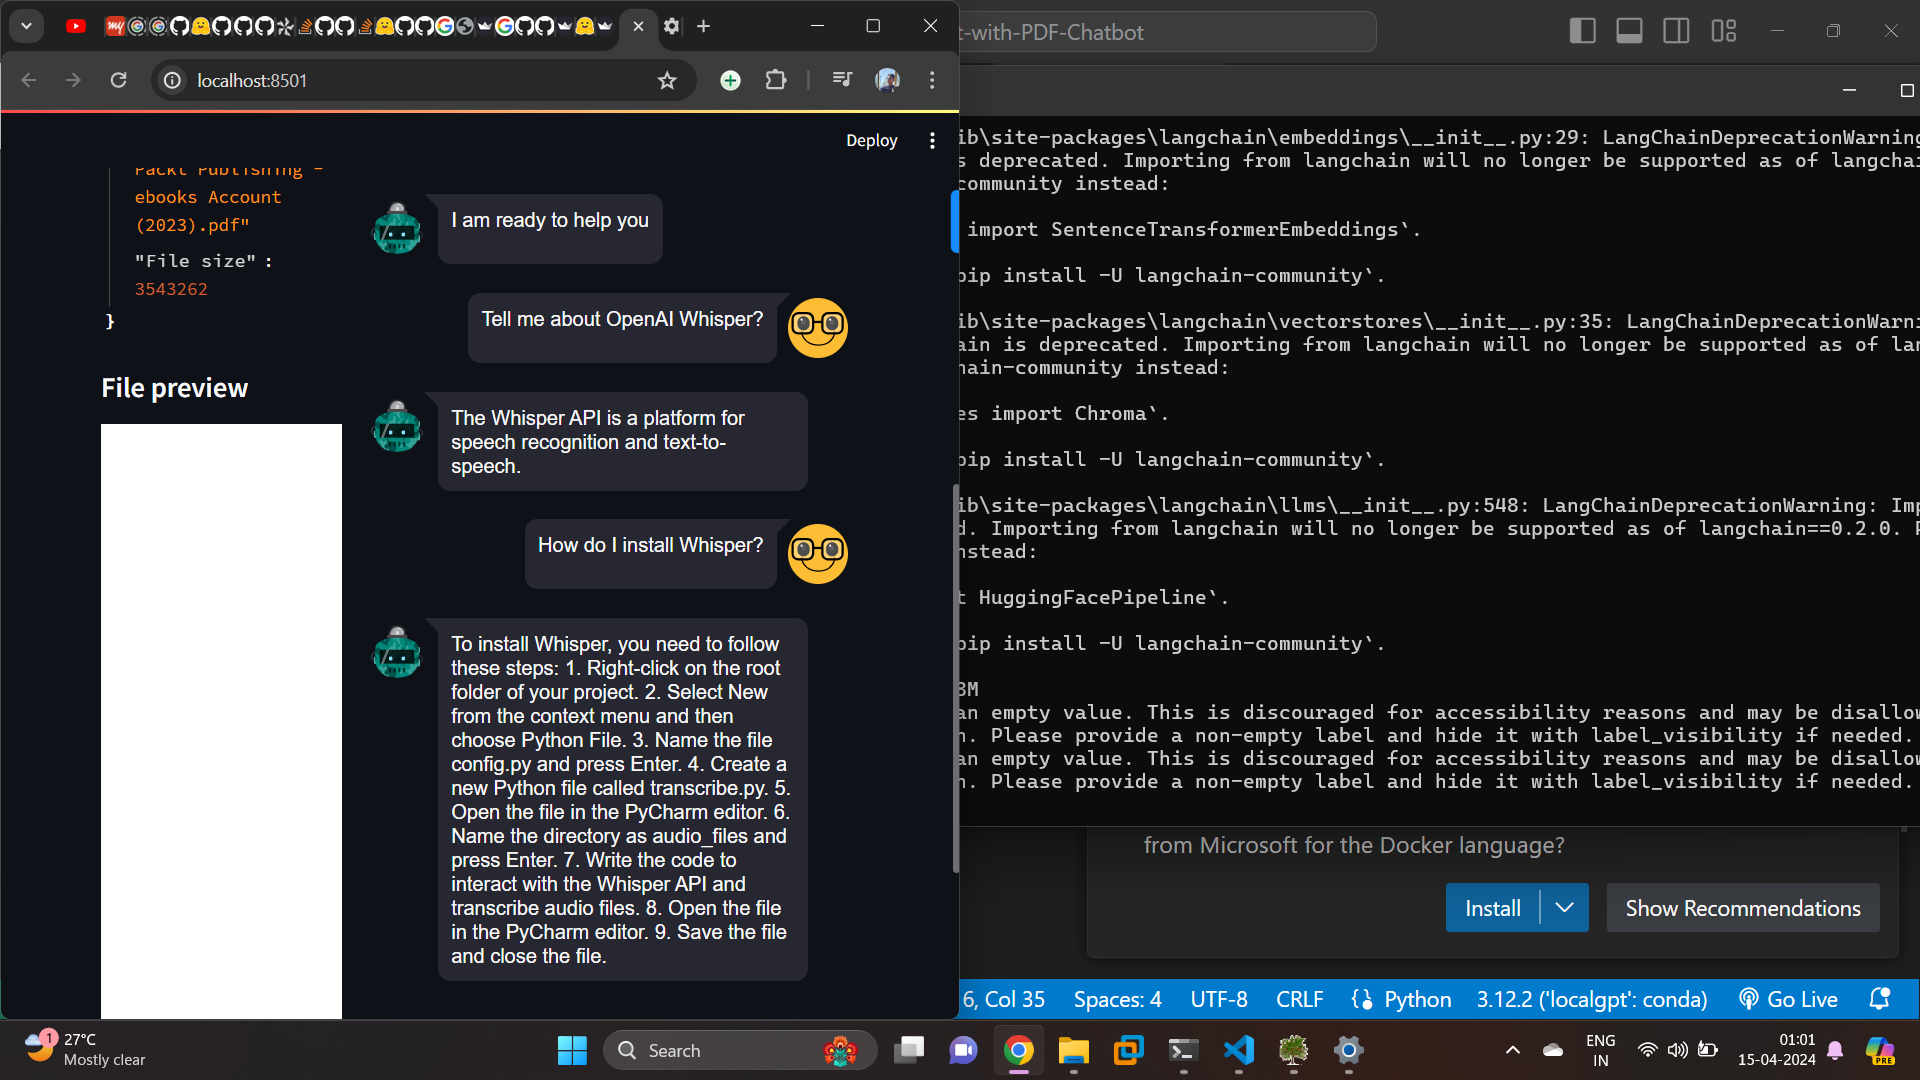 localhost:8501
Deploy
ebooks Account
(2023).pdf"
"File size" :
3543262
}
File preview
I am ready to help you
Tell me about OpenAI Whisper?
The Whisper API is a platform for
speech recognition and text-to-
speech.
How do I install Whisper?
To install Whisper, you need to follow
these steps: 1. Right-click on the root
folder of your project. 2. Select New
from the context menu and then
choose Python File. 3. Name the file
config.py and press Enter. 4. Create a
new Python file called transcribe.py. 5.
Open the file in the PyCharm editor. 6.
Name the directory as audio_files and
press Enter. 7. Write the code to
interact with the Whisper API and
transcribe audio files. 8. Open the file
in the PyCharm editor. 9. Save the file
and close the file.
t-with-PDF-Chatbot
ib\site-packages\langchain\embeddings\__init__.py:29: LangChainDeprecationWarning
s deprecated. Importing from langchain will no longer be supported as of langcha
community instead:
import SentenceTransformerEmbeddings`.
pip install -U langchain-community`.
ib\site-packages\langchain\vectorstores\__init__.py:35: LangChainDeprecationWarni
ain is deprecated. Importing from langchain will no longer be supported as of lan
hain-community instead:
es import Chroma`.
pip install -U langchain-community`.
ib\site-packages\langchain\llms\__init__.py:548: LangChainDeprecationWarning: Imp
d. Importing from langchain will no longer be supported as of langchain==0.2.0. P
nstead:
t HuggingFacePipeline`.
pip install -U langchain-community`.
3M
an empty value. This is discouraged for accessibility reasons and may be disallow
n. Please provide a non-empty label and hide it with label_visibility if needed.
an empty value. This is discouraged for accessibility reasons and may be disallow
n. Please provide a non-empty label and hide it with label_visibility if needed.
from Microsoft for the Docker language?
Install
Show Recommendations
6, Col 35 Spaces: 4 UTF-8 CRLF Python 3.12.2 ('localgpt': conda) Go Live
1
27°C
Mostly clear
Search
ENG
IN
01:01
15-04-2024
PRE